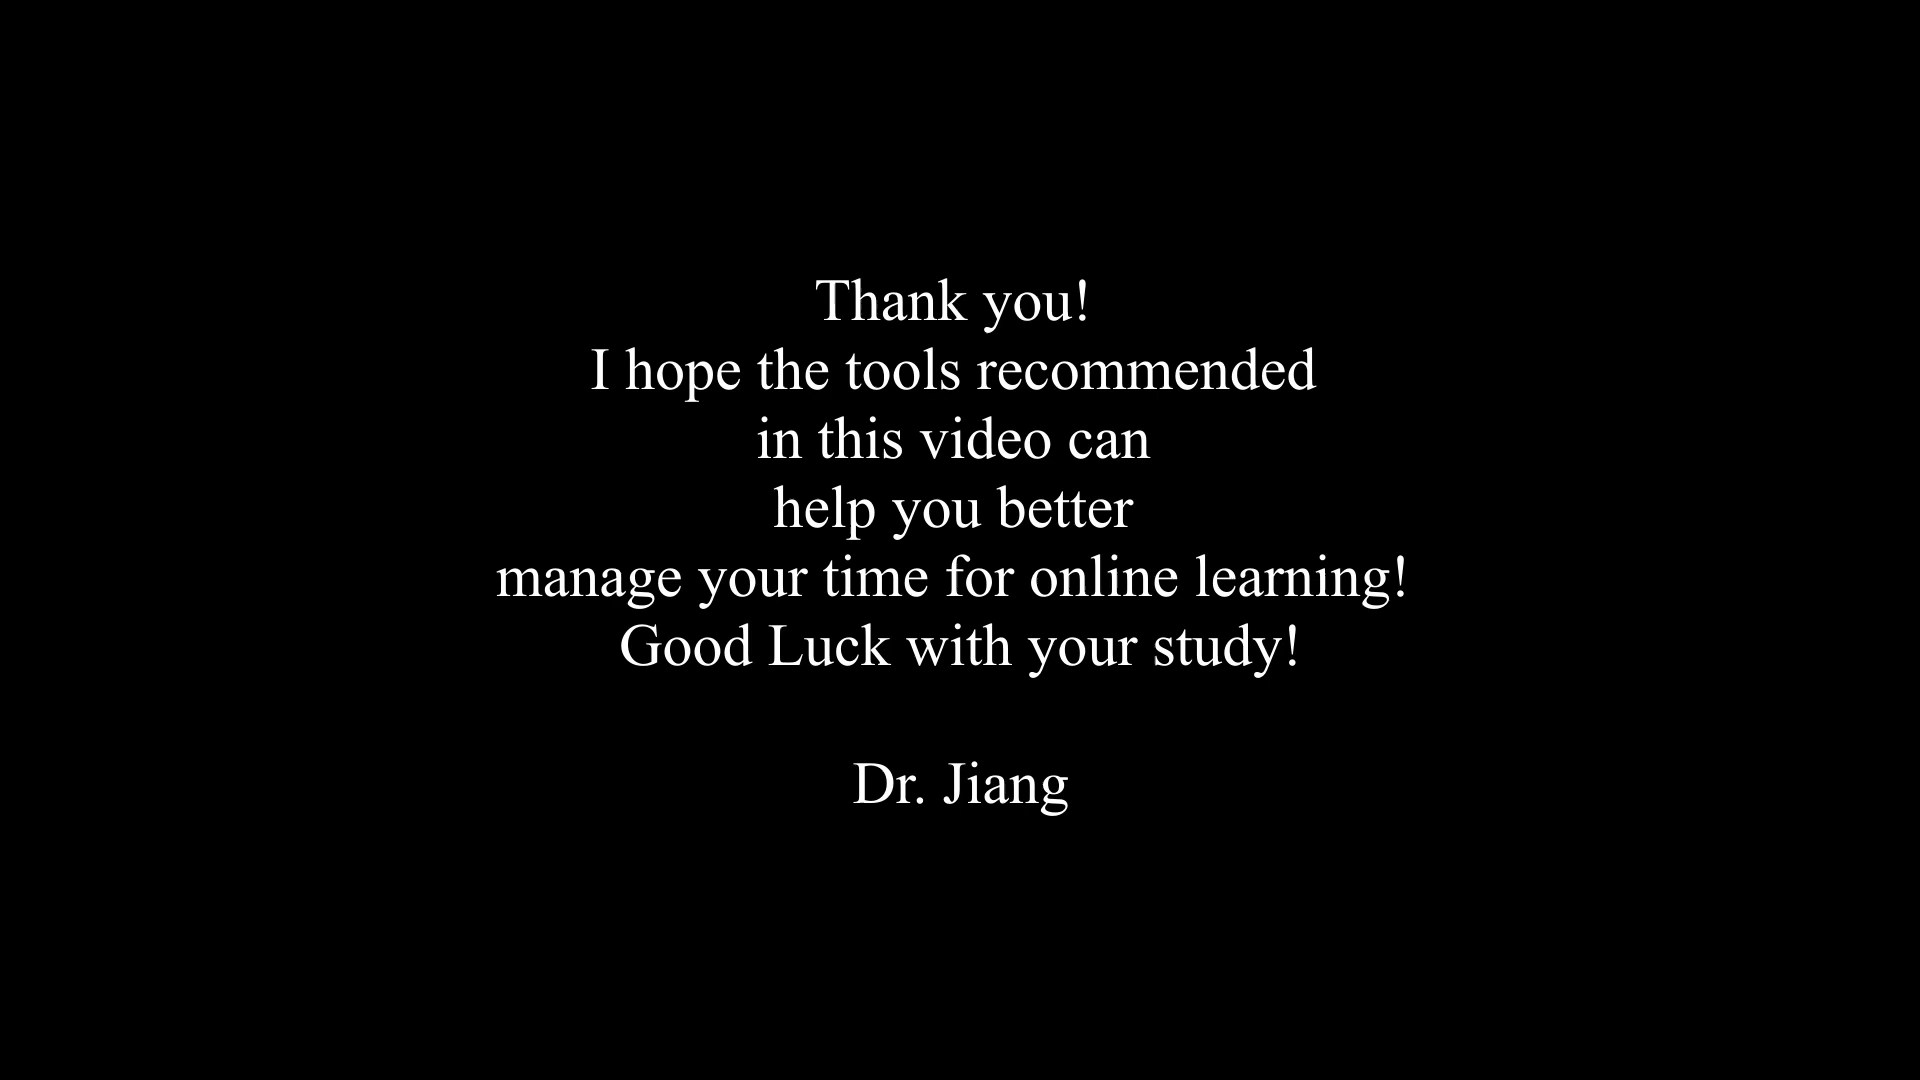 Thank you!
I hope the tools recommended
in this video can
help you better
manage your time for online learning!
Good Luck with your study!
Dr. Jiang